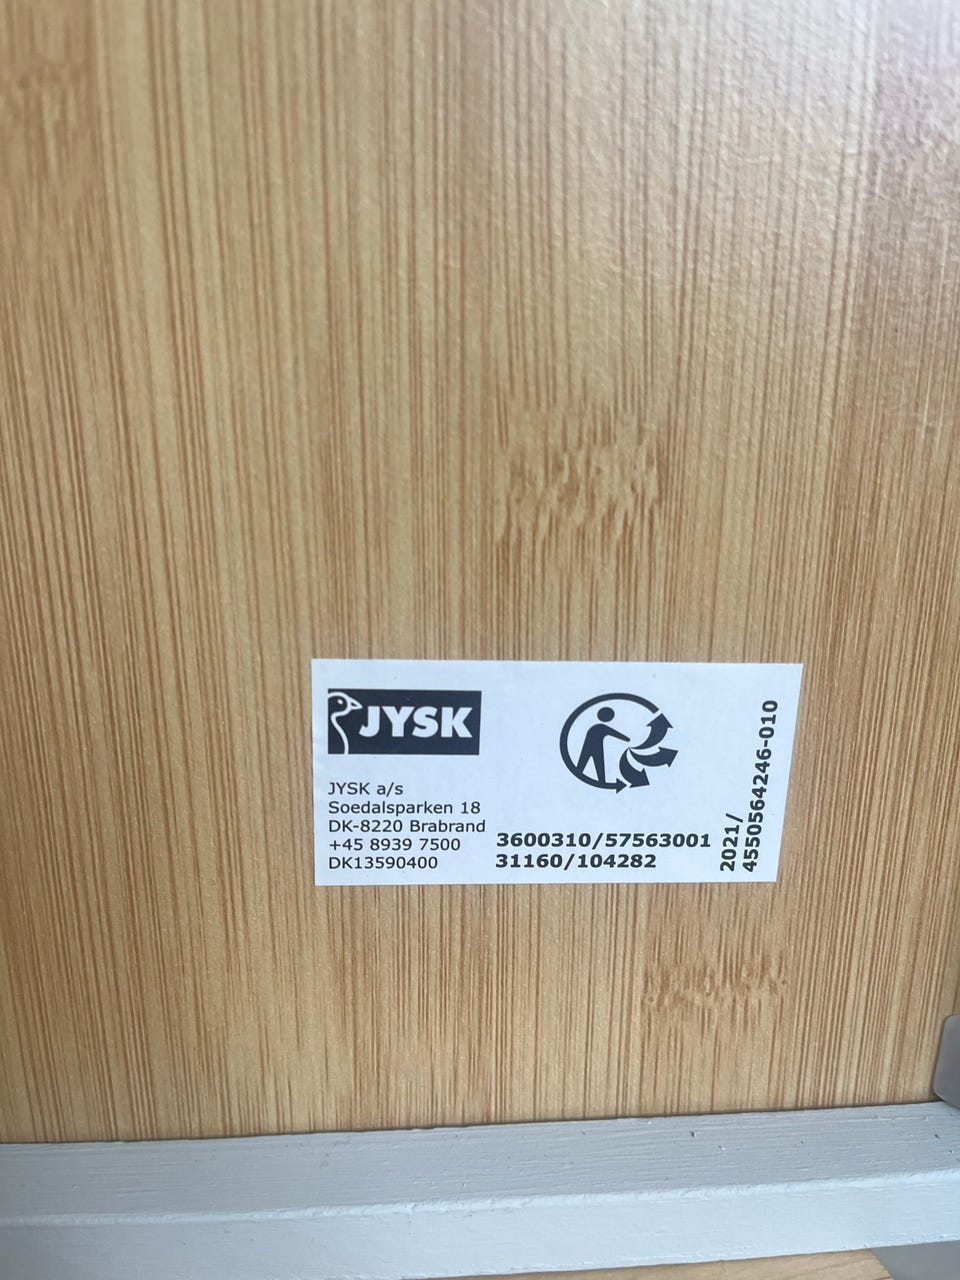 JYSK
JYSK a/s
Soedalsparken 18
DK-8220 Brabrand
+45 8939 7500
DK13590400
3600310/57563001
31160/104282
2021/
4550564246-010